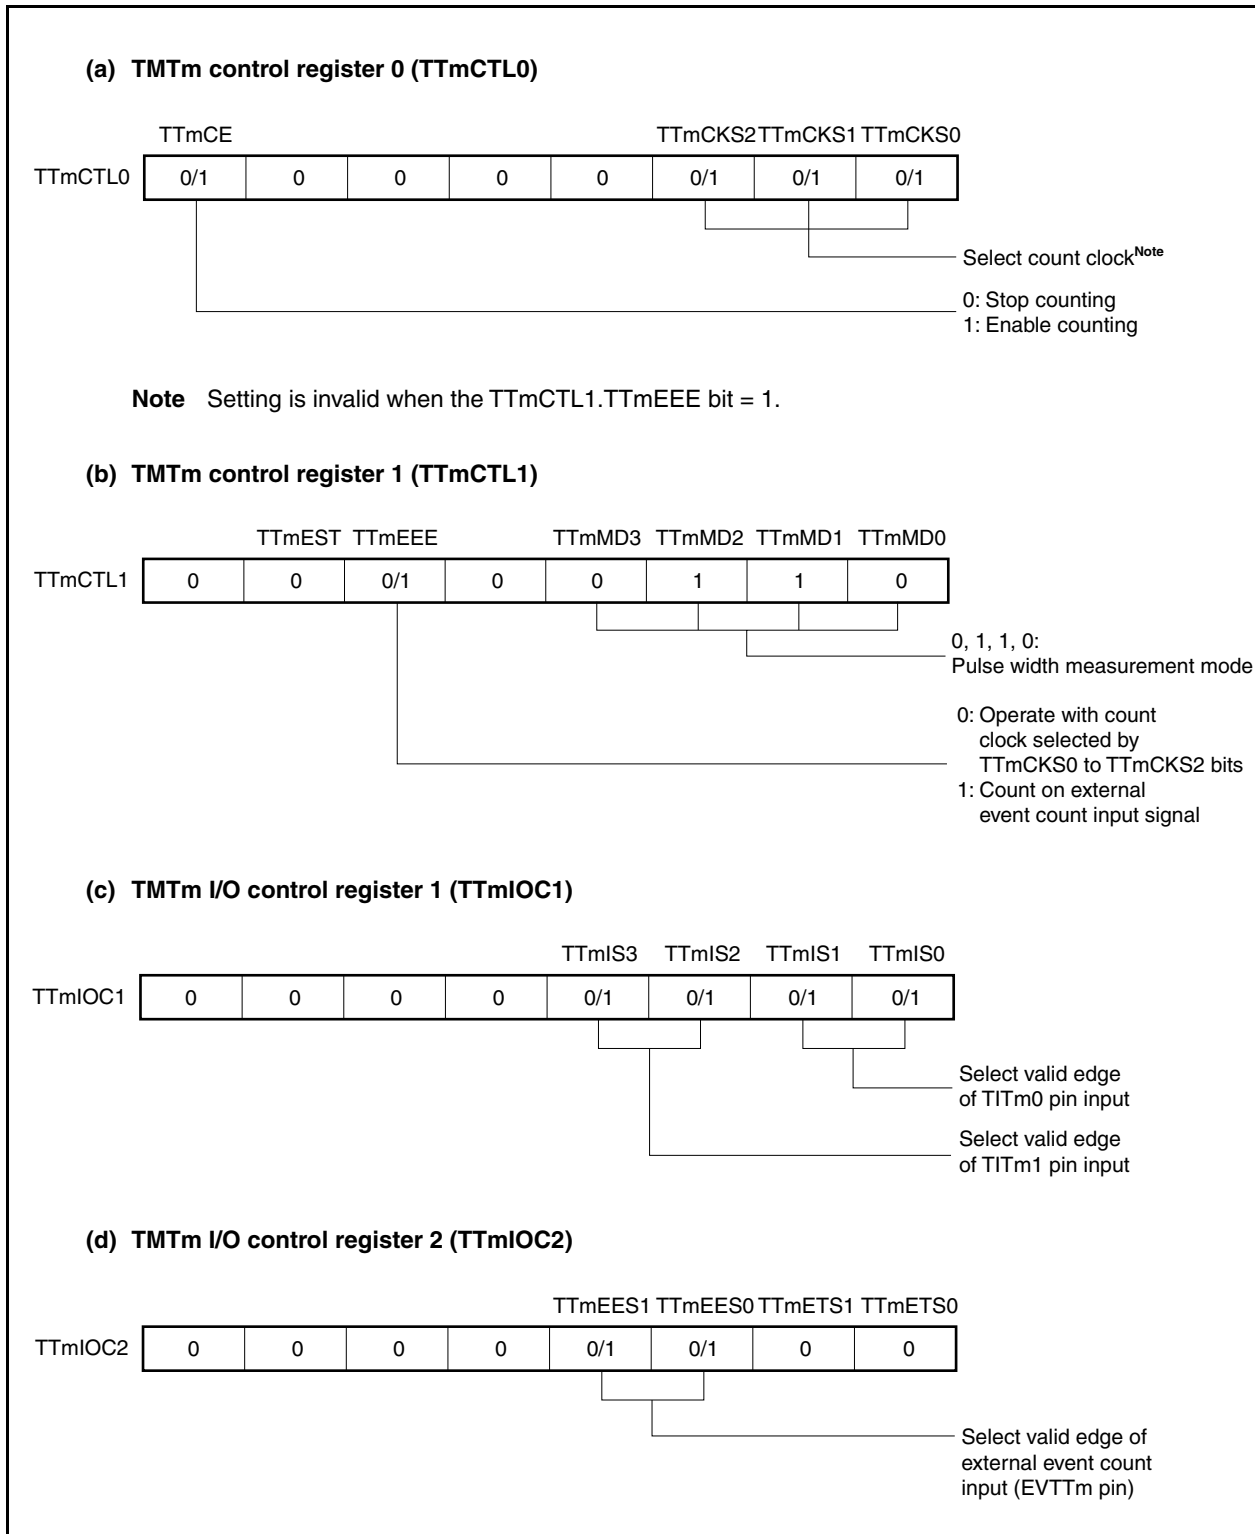 (a) TMTm control register 0 (TTmCTL0)
TTmCE TTmCKS2 TTmCKS1 TTmCKS0
TTmCTL0 0/1 0 0 0 0 0/1 0/1 0/1
Select count clockNote
0: Stop counting
1: Enable counting
Note Setting is invalid when the TTmCTL1.TTmEEE bit = 1.
(b) TMTm control register 1 (TTmCTL1)
TTmEST TTmEEE TTmMD3 TTmMD2 TTmMD1 TTmMD0
TTmCTL1 0 0 0/1 0 0 1 1 0
0, 1, 1, 0:
Pulse width measurement mode
0: Operate with count
clock selected by
TTmCKS0 to TTmCKS2 bits
1: Count on external
event count input signal
(c) TMTm I/O control register 1 (TTmIOC1)
TTmIS3 TTmIS2 TTmIS1 TTmIS0
TTmIOC1 0 0 0 0 0/1 0/1 0/1 0/1
Select valid edge
of TITm0 pin input
Select valid edge
of TITm1 pin input
(d) TMTm I/O control register 2 (TTmIOC2)
TTmEES1 TTmEES0 TTmETS1 TTmETS0
TTmIOC2 0 0 0 0 0/1 0/1 0 0
Select valid edge of
external event count
input (EVTTm pin)